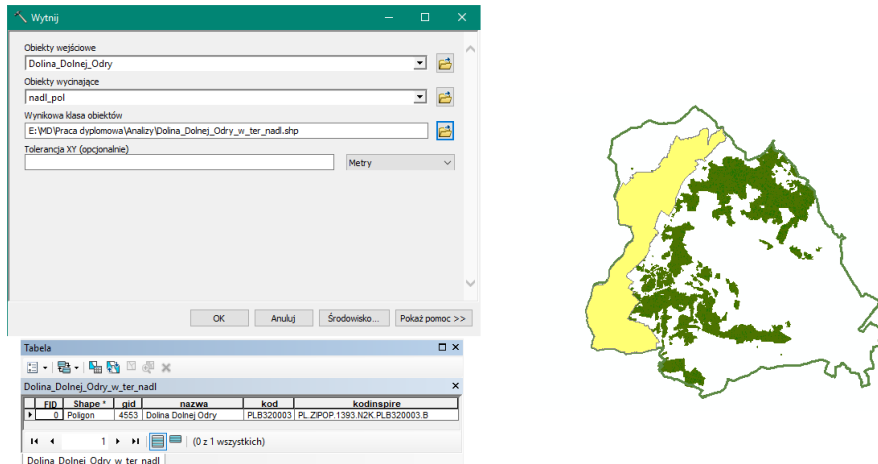 Wytnij
Obiekty wejściowe
Dolina_Dolnej_Odry
Obiekty wycinające
nadl_pol
Wynikowa klasa obiektów
E:\MD\Praca dyplomowa\Analizy\Dolina_Dolnej_Odry_w_ter_nadl.shp
Tolerancja XY (opcjonalnie)
Metry
OK Anuluj Środowisko... Pokaż pomoc >>
Tabela
Dolina_Dolnej_Odry_w_ter_nadl
FID Shape * gid nazwa kod kodinspire
0 Poligon 4553 Dolina Dolnej Odry PLB320003 PL.ZIPOP.1393.N2K.PLB320003.B
1 (0 z 1 wszystkich)
Dolina_Dolnej_Odry_w_ter_nadl